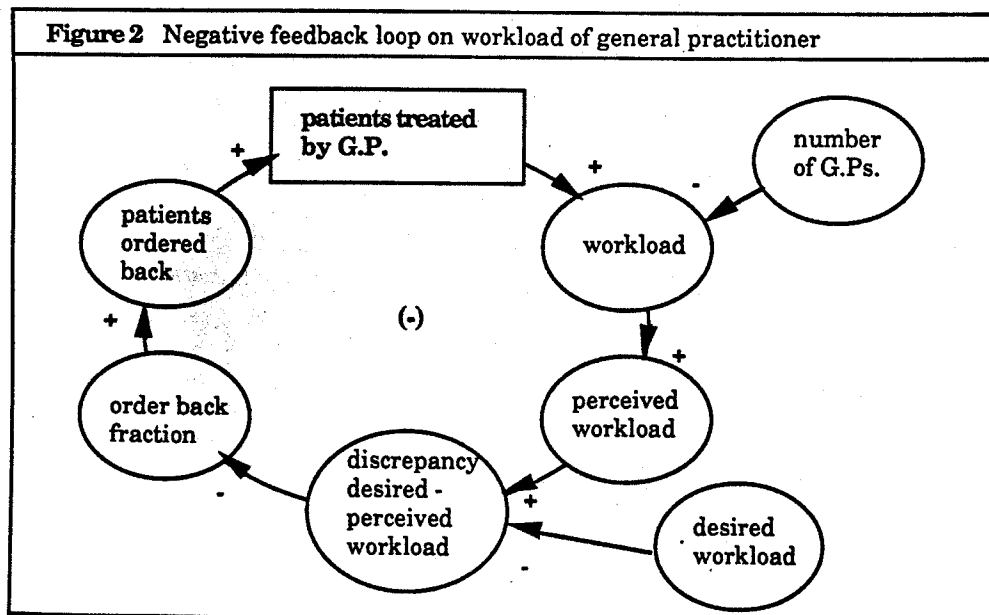 Figure 2 Negative feedback loop on workload of general practitioner
patients treated
by G.P.
number
of G.Ps.
+
+
-
patients
ordered
back
workload
+
(-)
+
order back
fraction
perceived
workload
discrepancy
desired -
perceived
workload
-
+
-
desired
workload